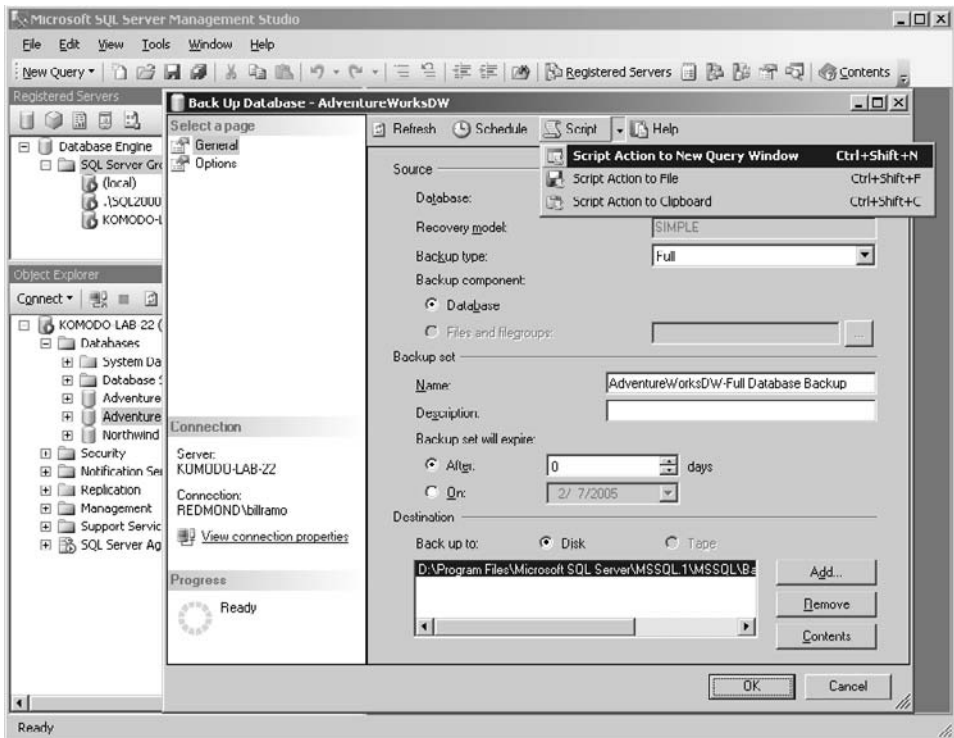 Microsoft SQL Server Management Studio
File Edit View Tools Window Help
New Query Registered Servers Contents
Registered Servers
Database Engine
SQL Server Gro
(local)
.\SQL2000
KOMODO-L
Object Explorer
Connect
KOMODO-LAB-22 (
Databases
System Da
Database S
Adventure
Adventure
Northwind
Security
Notification Ser
Replication
Management
Support Servic
SQL Server Ag
Back Up Database - AdventureWorksDW
Select a page
General
Options
Connection
Server:
KOMODO-LAB-22
Connection:
REDMOND\billramo
View connection properties
Progress
Ready
Refresh Schedule Script Help
Script Action to New Query Window Ctrl+Shift+N
Script Action to File Ctrl+Shift+F
Script Action to Clipboard Ctrl+Shift+C
Source
Database:
Recovery model: SIMPLE
Backup type: Full
Backup component:
Database
Files and filegroups: ...
Backup set
Name: AdventureWorksDW-Full Database Backup
Description:
Backup set will expire:
After: 0 days
On: 2/ 7/2005
Destination
Back up to: Disk Tape
D:\Program Files\Microsoft SQL Server\MSSQL.1\MSSQL\Ba
Add...
Remove
Contents
OK Cancel
Ready